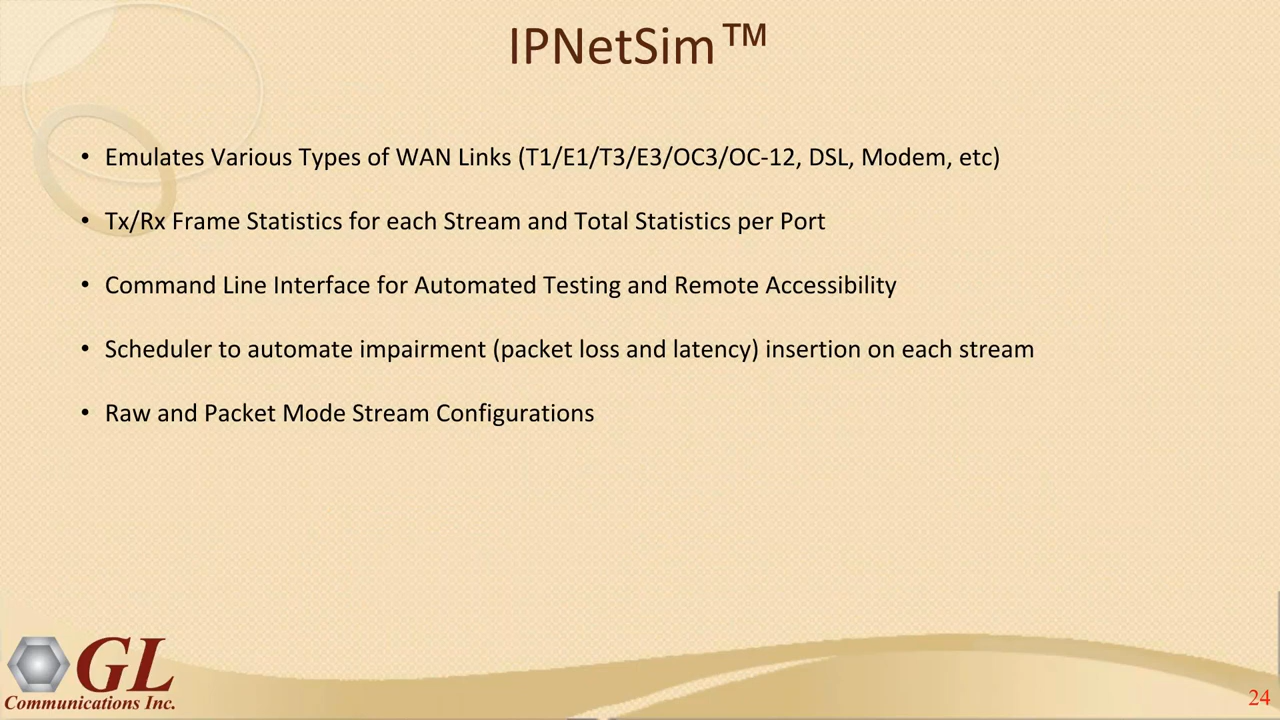 IPNetSim™
• Emulates Various Types of WAN Links (T1/E1/T3/E3/OC3/OC-12, DSL, Modem, etc)
• Tx/Rx Frame Statistics for each Stream and Total Statistics per Port
• Command Line Interface for Automated Testing and Remote Accessibility
• Scheduler to automate impairment (packet loss and latency) insertion on each stream
• Raw and Packet Mode Stream Configurations
GL
Communications Inc.
24